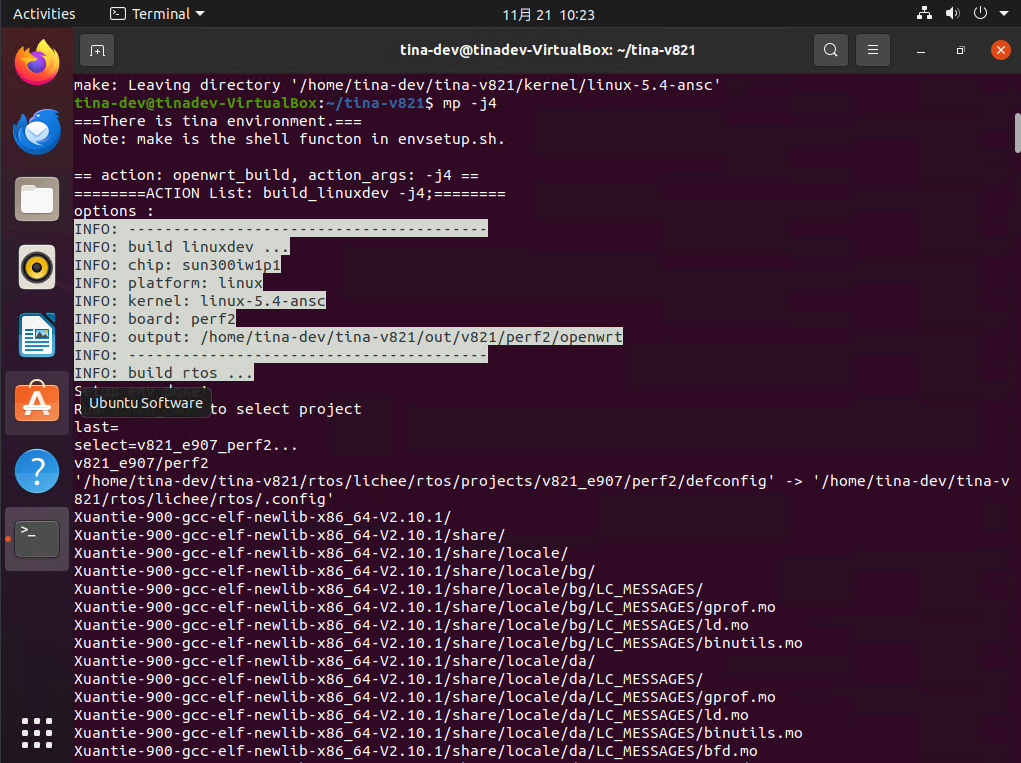 Activities
Terminal
11月 21 10:23
tina-dev@tinadev-VirtualBox: ~/tina-v821
make: Leaving directory '/home/tina-dev/tina-v821/kernel/linux-5.4-ansc'
tina-dev@tinadev-VirtualBox:~/tina-v821$ mp -j4
===There is tina environment.===
Note: make is the shell functon in envsetup.sh.
== action: openwrt_build, action_args: -j4 ==
========ACTION List: build_linuxdev -j4;========
options :
INFO: ----------------------------------------
INFO: build linuxdev ...
INFO: chip: sun300iw1p1
INFO: platform: linux
INFO: kernel: linux-5.4-ansc
INFO: board: perf2
INFO: output: /home/tina-dev/tina-v821/out/v821/perf2/openwrt
INFO: ----------------------------------------
INFO: build rtos ...
Ubuntu Software
to select project
last=
select=v821_e907_perf2...
v821_e907/perf2
'/home/tina-dev/tina-v821/rtos/lichee/rtos/projects/v821_e907/perf2/defconfig' -> '/home/tina-dev/tina-v
821/rtos/lichee/rtos/.config'
Xuantie-900-gcc-elf-newlib-x86_64-V2.10.1/
Xuantie-900-gcc-elf-newlib-x86_64-V2.10.1/share/
Xuantie-900-gcc-elf-newlib-x86_64-V2.10.1/share/locale/
Xuantie-900-gcc-elf-newlib-x86_64-V2.10.1/share/locale/bg/
Xuantie-900-gcc-elf-newlib-x86_64-V2.10.1/share/locale/bg/LC_MESSAGES/
Xuantie-900-gcc-elf-newlib-x86_64-V2.10.1/share/locale/bg/LC_MESSAGES/gprof.mo
Xuantie-900-gcc-elf-newlib-x86_64-V2.10.1/share/locale/bg/LC_MESSAGES/ld.mo
Xuantie-900-gcc-elf-newlib-x86_64-V2.10.1/share/locale/bg/LC_MESSAGES/binutils.mo
Xuantie-900-gcc-elf-newlib-x86_64-V2.10.1/share/locale/da/
Xuantie-900-gcc-elf-newlib-x86_64-V2.10.1/share/locale/da/LC_MESSAGES/
Xuantie-900-gcc-elf-newlib-x86_64-V2.10.1/share/locale/da/LC_MESSAGES/gprof.mo
Xuantie-900-gcc-elf-newlib-x86_64-V2.10.1/share/locale/da/LC_MESSAGES/ld.mo
Xuantie-900-gcc-elf-newlib-x86_64-V2.10.1/share/locale/da/LC_MESSAGES/binutils.mo
Xuantie-900-gcc-elf-newlib-x86_64-V2.10.1/share/locale/da/LC_MESSAGES/bfd.mo